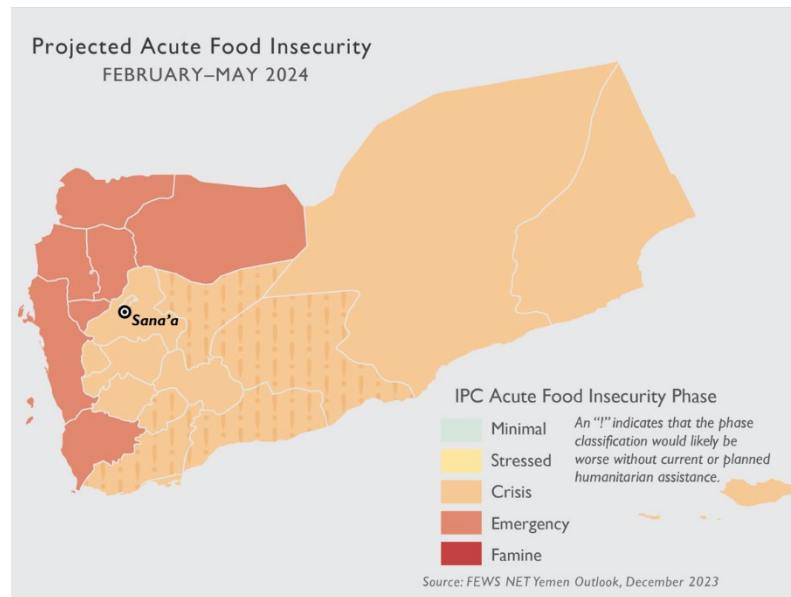 Projected Acute Food Insecurity
FEBRUARY–MAY 2024
Sana’a
IPC Acute Food Insecurity Phase
Minimal
Stressed
Crisis
Emergency
Famine
An “!” indicates that the phase
classification would likely be
worse without current or planned
humanitarian assistance.
Source: FEWS NET Yemen Outlook, December 2023